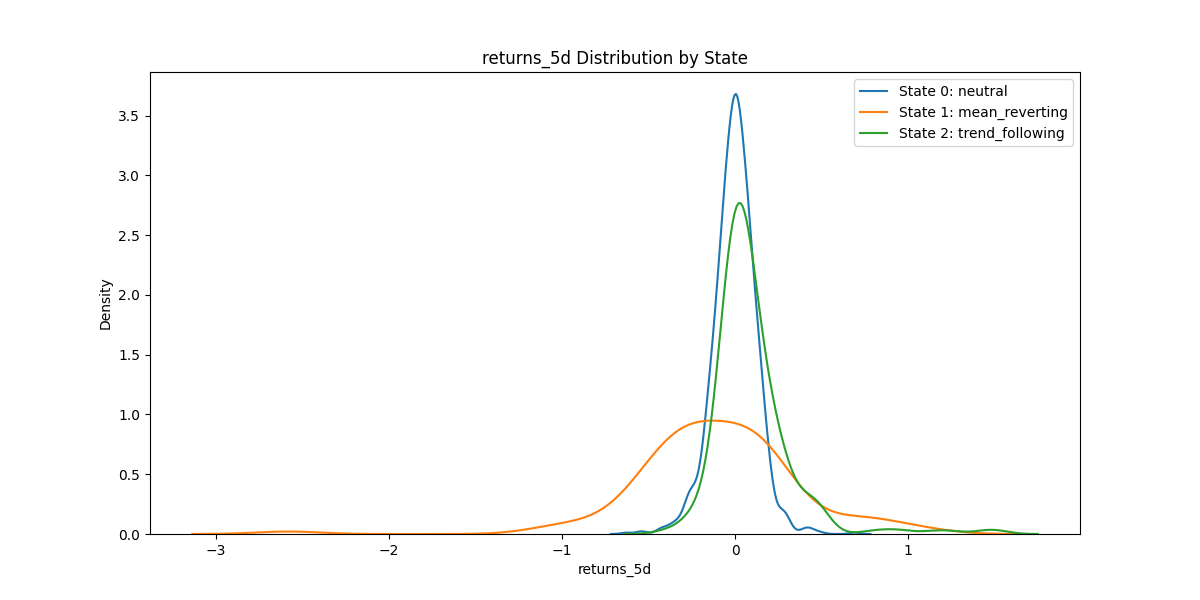 returns_5d Distribution by State
State 0: neutral
State 1: mean_reverting
State 2: trend_following
3.5
3.0
2.5
2.0
1.5
1.0
0.5
0.0
Density
−3 −2 −1 0 1
returns_5d